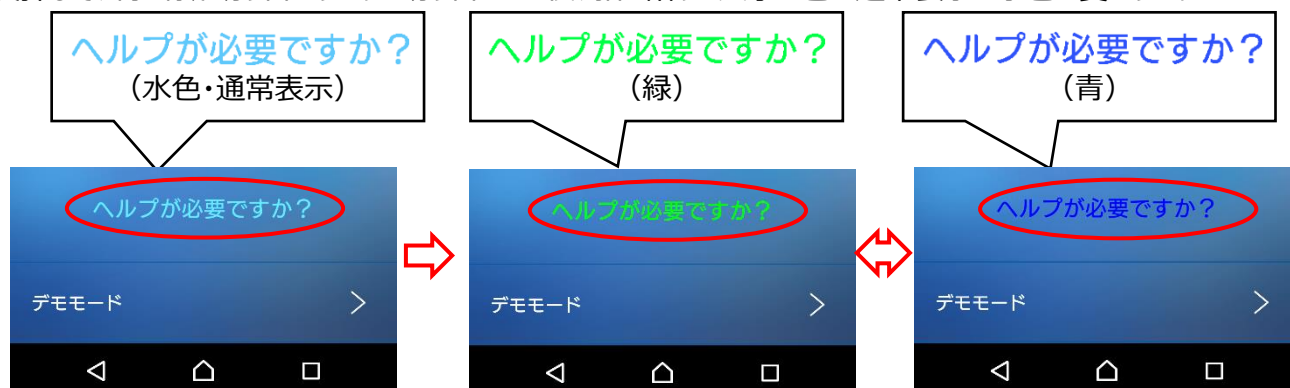 ヘルプが必要ですか？
（水色・通常表示）
ヘルプが必要ですか？
（緑）
ヘルプが必要ですか？
（青）
ヘルプが必要ですか？
デモモード
ヘルプが必要ですか？
デモモード
ヘルプが必要ですか？
デモモード